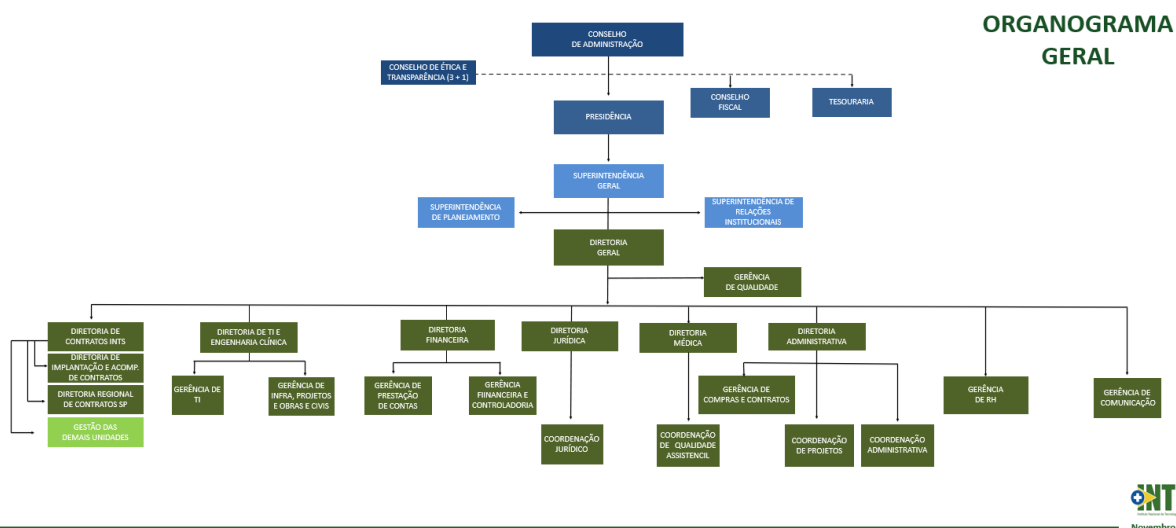 ORGANOGRAMA
GERAL
CONSELHO
DE ADMINISTRAÇÃO
CONSELHO DE ÉTICA E
TRANSPARÊNCIA (3 + 1)
CONSELHO
FISCAL
TESOURARIA
PRESIDÊNCIA
SUPERINTENDÊNCIA
GERAL
SUPERINTENDÊNCIA
DE PLANEJAMENTO
SUPERINTENDÊNCIA DE
RELAÇÕES
INSTITUCIONAIS
DIRETORIA
GERAL
GERÊNCIA
DE QUALIDADE
DIRETORIA DE
CONTRATOS INTS
DIRETORIA DE TI E
ENGENHARIA CLÍNICA
DIRETORIA
FINANCEIRA
DIRETORIA
JURÍDICA
DIRETORIA
MÉDICA
DIRETORIA
ADMINISTRATIVA
DIRETORIA DE
IMPLANTAÇÃO E ACOMP.
DE CONTRATOS
DIRETORIA REGIONAL
DE CONTRATOS SP
GESTÃO DAS
DEMAIS UNIDADES
GERÊNCIA DE
TI
GERÊNCIA DE
INFRA, PROJETOS
E OBRAS E CIVIS
GERÊNCIA DE
PRESTAÇÃO
DE CONTAS
GERÊNCIA
FIINANCEIRA E
CONTROLADORIA
GERÊNCIA DE
COMPRAS E CONTRATOS
GERÊNCIA
DE RH
GERÊNCIA DE
COMUNICAÇÃO
COORDENAÇÃO
JURÍDICO
COORDENAÇÃO
DE QUALIDADE
ASSISTENCIL
COORDENAÇÃO
DE PROJETOS
COORDENAÇÃO
ADMINISTRATIVA
INT
Novembro